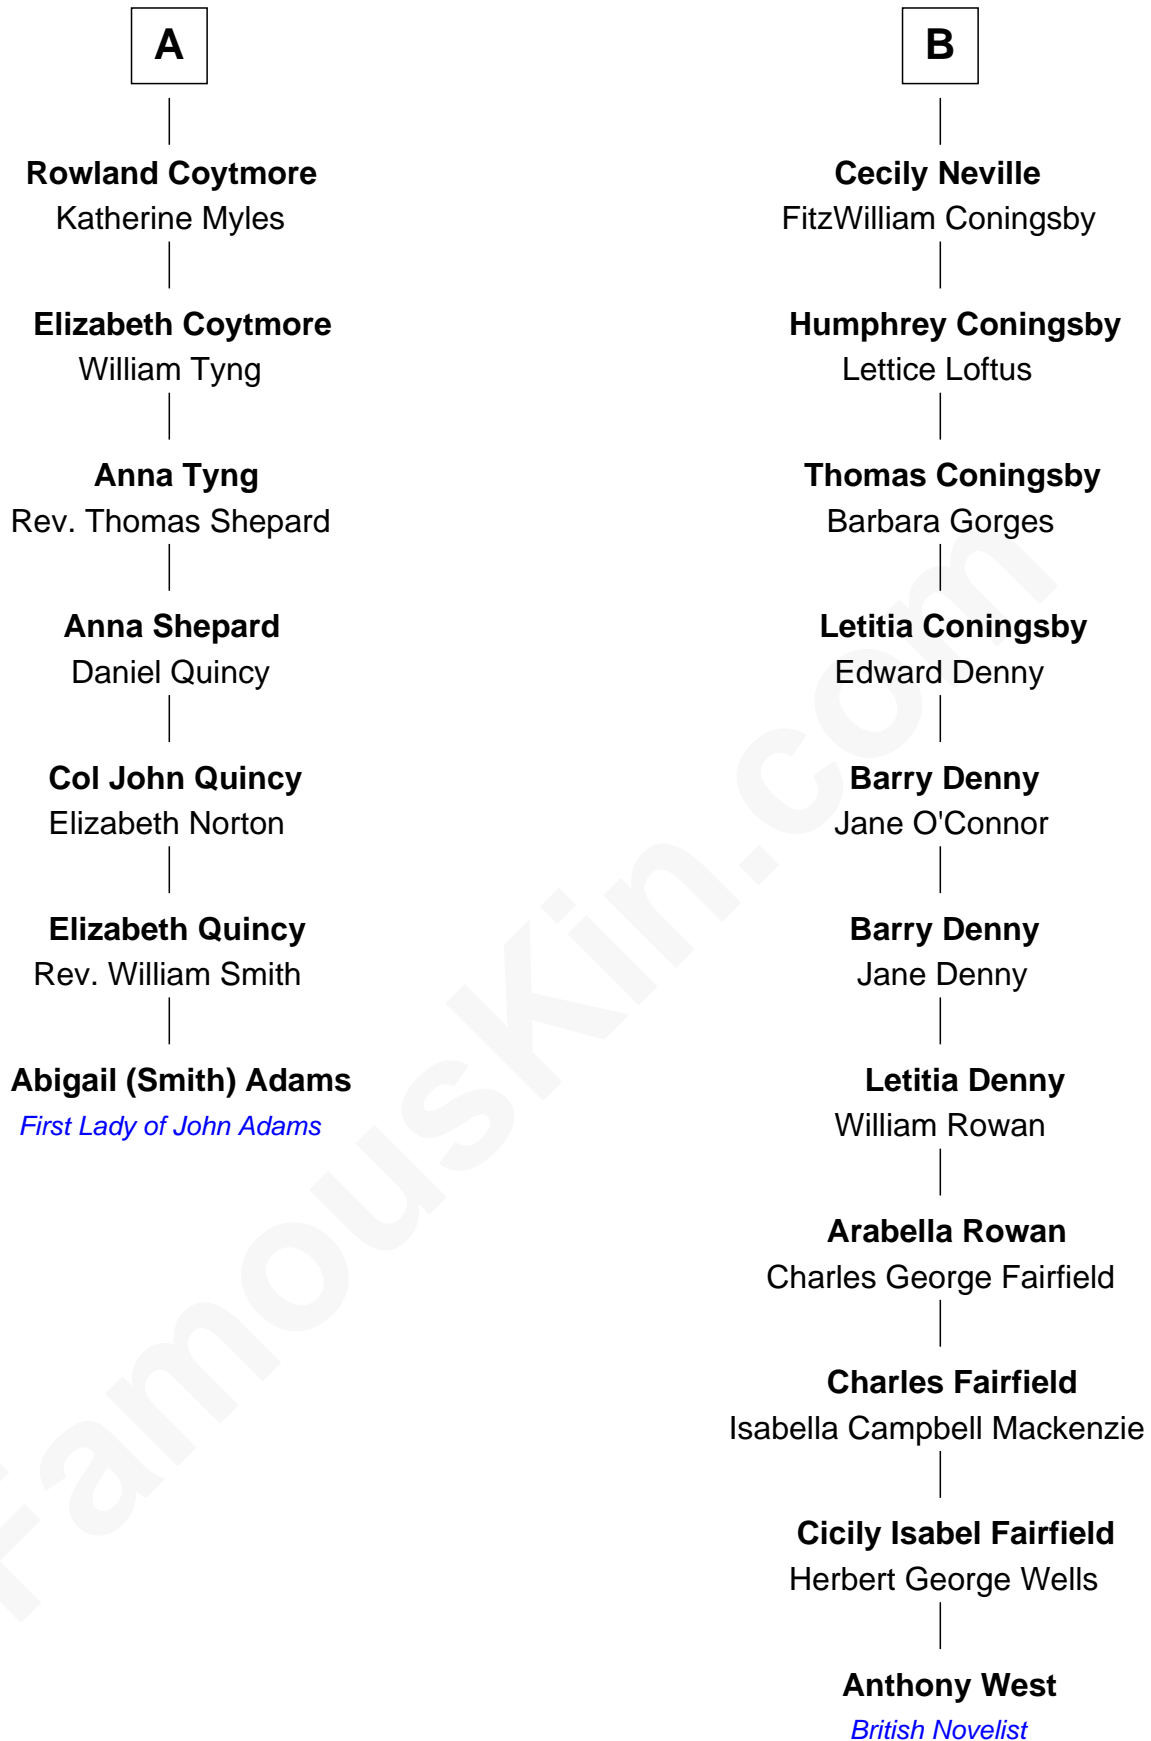 A
Rowland Coytmore
Katherine Myles
Elizabeth Coytmore
William Tyng
Anna Tyng
Rev. Thomas Shepard
Anna Shepard
Daniel Quincy
Col John Quincy
Elizabeth Norton
Elizabeth Quincy
Rev. William Smith
Abigail (Smith) Adams
First Lady of John Adams
B
Cecily Neville
FitzWilliam Coningsby
Humphrey Coningsby
Lettice Loftus
Thomas Coningsby
Barbara Gorges
Letitia Coningsby
Edward Denny
Barry Denny
Jane O'Connor
Barry Denny
Jane Denny
Letitia Denny
William Rowan
Arabella Rowan
Charles George Fairfield
Charles Fairfield
Isabella Campbell Mackenzie
Cicily Isabel Fairfield
Herbert George Wells
Anthony West
British Novelist
FamousKin.com